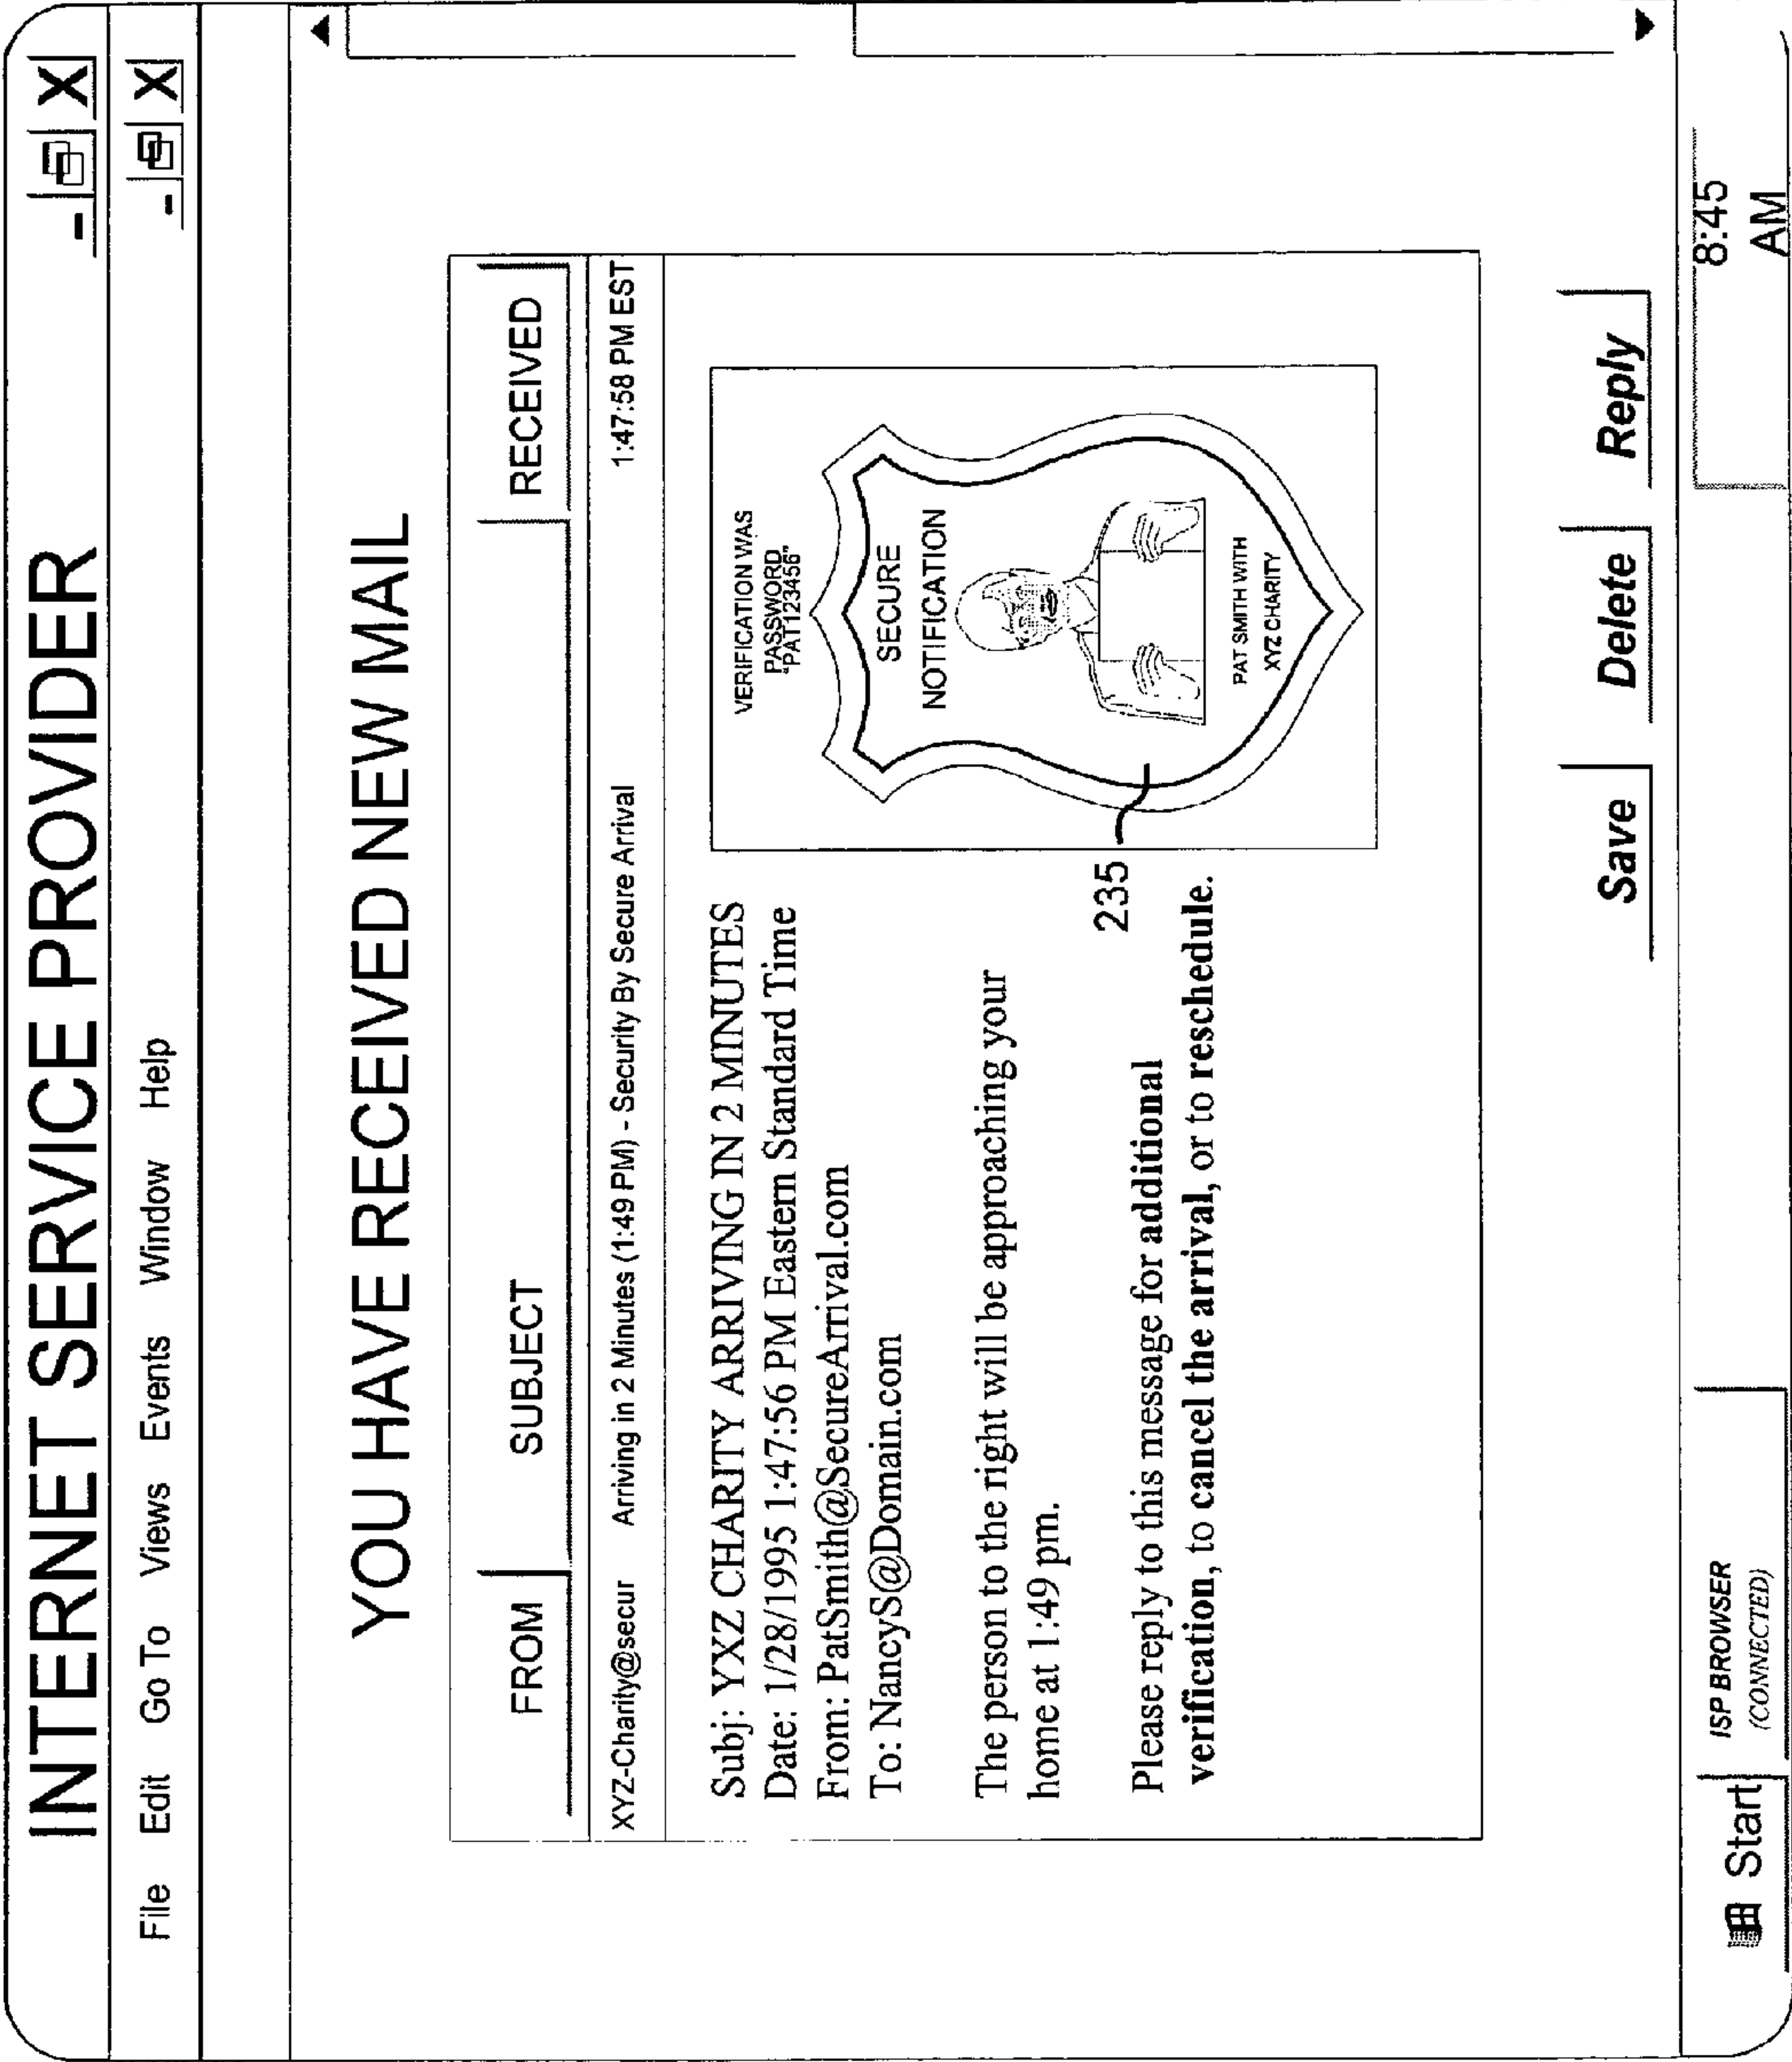 INTERNET SERVICE PROVIDER
File Edit Go To Views Events Window Help
YOU HAVE RECEIVED NEW MAIL
FROM SUBJECT RECEIVED
XYZ-Charity@secur Arriving in 2 Minutes (1:49 PM) - Security By Secure Arrival 1:47:58 PM EST
Subj: YXZ CHARITY ARRIVING IN 2 MINUTES
Date: 1/28/1995 1:47:56 PM Eastern Standard Time
From: PatSmith@SecureArrival.com
To: NancyS@Domain.com
The person to the right will be approaching your
home at 1:49 pm.
Please reply to this message for additional
verification, to cancel the arrival, or to reschedule.
VERIFICATION WAS
PASSWORD
"PAT123456"
SECURE
NOTIFICATION
PAT SMITH WITH
XYZ CHARITY
235
Save Delete Reply
Start
ISP BROWSER
(CONNECTED)
8:45
AM